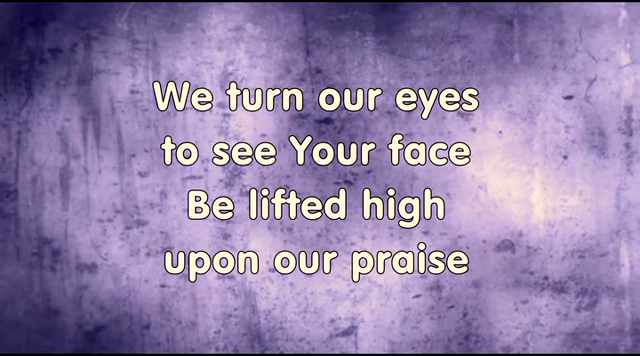 We turn our eyes
to see Your face
Be lifted high
upon our praise